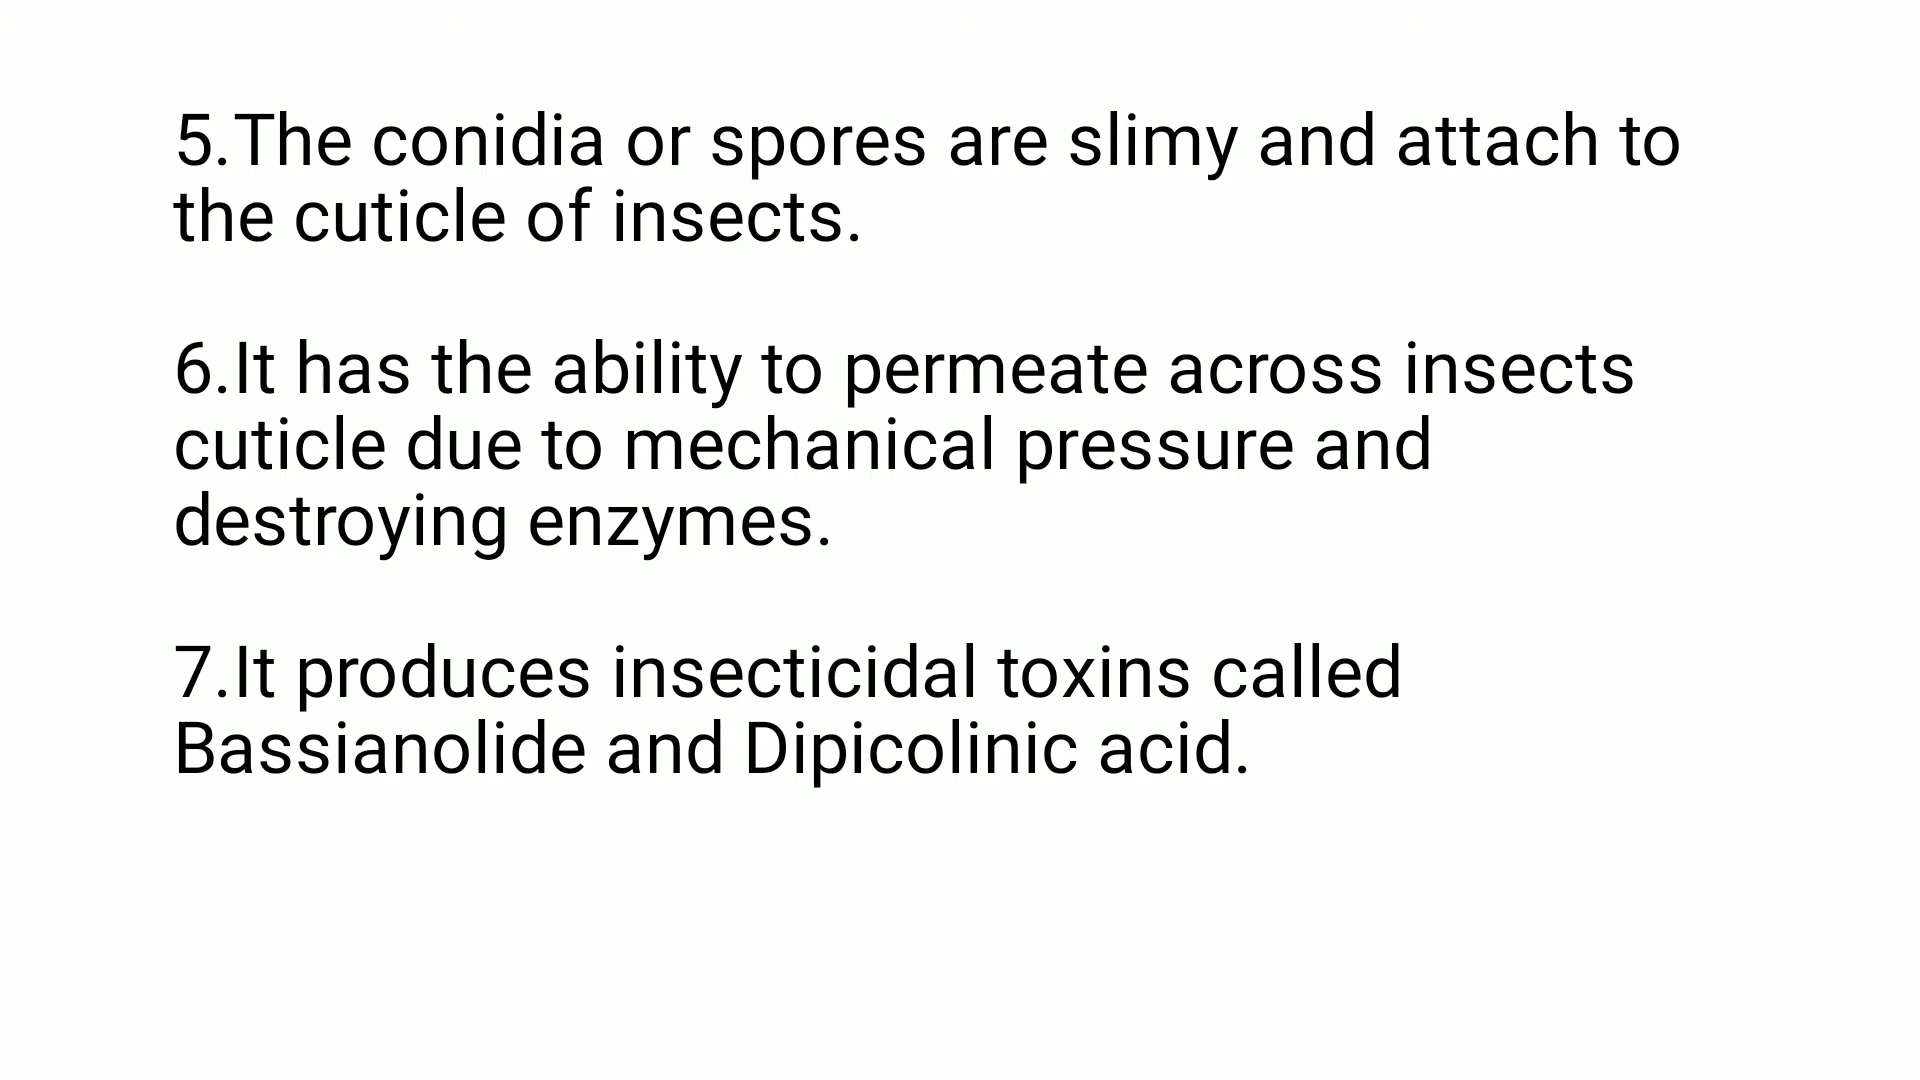 5.The conidia or spores are slimy and attach to
the cuticle of insects.
6.It has the ability to permeate across insects
cuticle due to mechanical pressure and
destroying enzymes.
7.It produces insecticidal toxins called
Bassianolide and Dipicolinic acid.